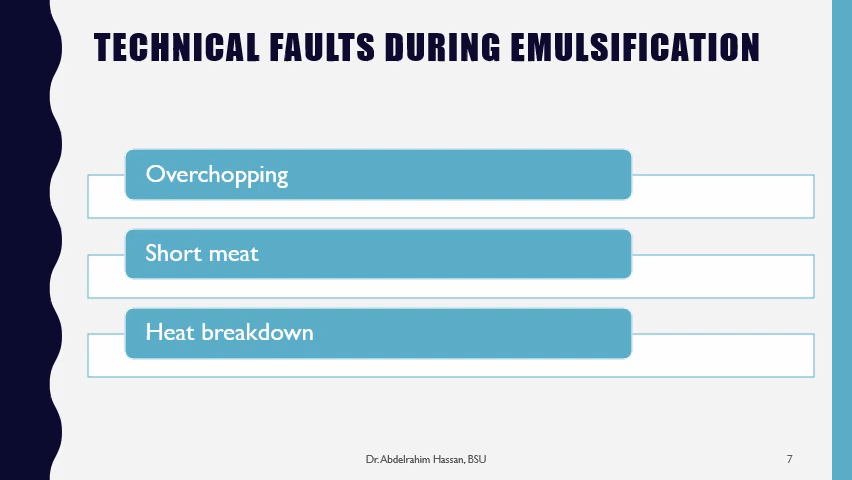 TECHNICAL FAULTS DURING EMULSIFICATION
Overchopping
Short meat
Heat breakdown
Dr. Abdelrahim Hassan, BSU
7